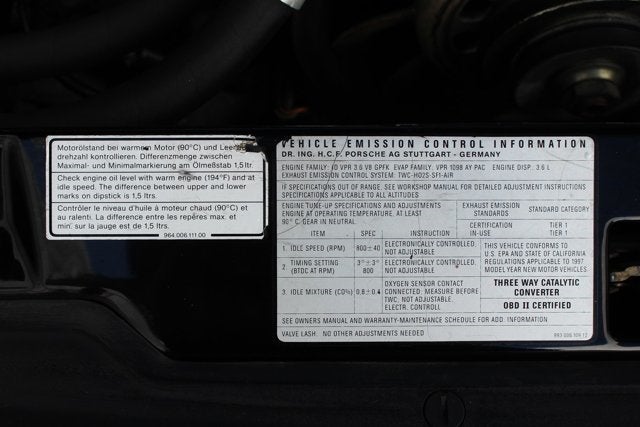 Motorölstand bei warmem Motor (90°C) und Leer
drehzahl kontrollieren. Differenzmenge zwischen
Maximal- und Minimalmarkierung am Ölmeßstab 1,5 ltr.
Check engine oil level with warm engine (194°F) and at
idle speed. The difference between upper and lower
marks on dipstick is 1,5 ltrs.
Contrôler le niveau d'huile à moteur chaud (90°C) et
au ralenti. La différence entre les repères max. et
min. sur la jauge est de 1,5 ltrs.
964.006.111.00
VEHICLE EMISSION CONTROL INFORMATION
DR. ING. H.C.F. PORSCHE AG STUTTGART - GERMANY
ENGINE FAMILY: VPR 3.6 V8 GPFK EVAP FAMILY: VPR 1098 AY PAC ENGINE DISP. 3.6 L
EXHAUST EMISSION CONTROL SYSTEM: TWC-HO2S-SFI-AIR
IF SPECIFICATIONS OUT OF RANGE, SEE WORKSHOP MANUAL FOR DETAILED ADJUSTMENT INSTRUCTIONS
SPECIFICATIONS APPLICABLE TO ALL ALTITUDES
ENGINE TUNE-UP SPECIFICATIONS/ADJUSTMENTS
ENGINE AT OPERATING TEMPERATURE, AT LEAST
90°C, GEAR IN NEUTRAL
EXHAUST EMISSION STANDARDS STANDARD CATEGORY
CERTIFICATION TIER 1
IN-USE TIER 1
ITEM SPEC INSTRUCTION
1. IDLE SPEED (RPM) 800±40 ELECTRONICALLY CONTROLLED. NOT ADJUSTABLE
2. TIMING SETTING (BTDC AT RPM) 3°±3° 800 ELECTRONICALLY CONTROLLED. NOT ADJUSTABLE
3. IDLE MIXTURE (CO%) 0.8±0.4 OXYGEN SENSOR CONTACT
CONNECTED. MEASURE BEFORE
TWC, NOT ADJUSTABLE.
ELECTR. CONTROLL
THIS VEHICLE CONFORMS TO
U.S. EPA AND STATE OF CALIFORNIA
REGULATIONS APPLICABLE TO 1997
MODEL YEAR NEW MOTOR VEHICLES.
THREE WAY CATALYTIC
CONVERTER
OBD II CERTIFIED
SEE OWNERS MANUAL AND WARRANTY-MAINTENANCE SCHEDULE FOR ADD. INFORMATION.
VALVE LASH: NO OTHER ADJUSTMENTS NEEDED